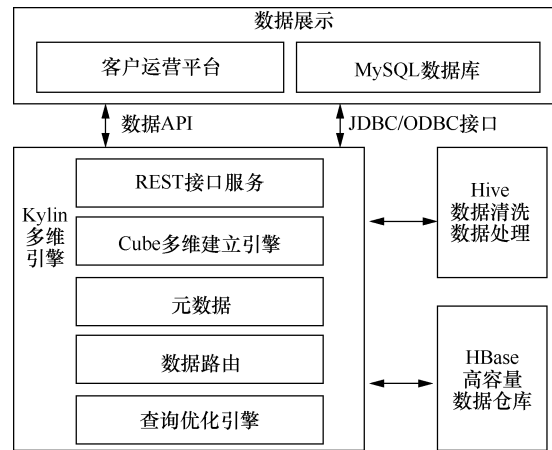 数据展示
客户运营平台
MySQL数据库
数据API
JDBC/ODBC接口
Kylin
多维
引擎
REST接口服务
Cube多维建立引擎
元数据
数据路由
查询优化引擎
Hive
数据清洗
数据处理
HBase
高容量
数据仓库